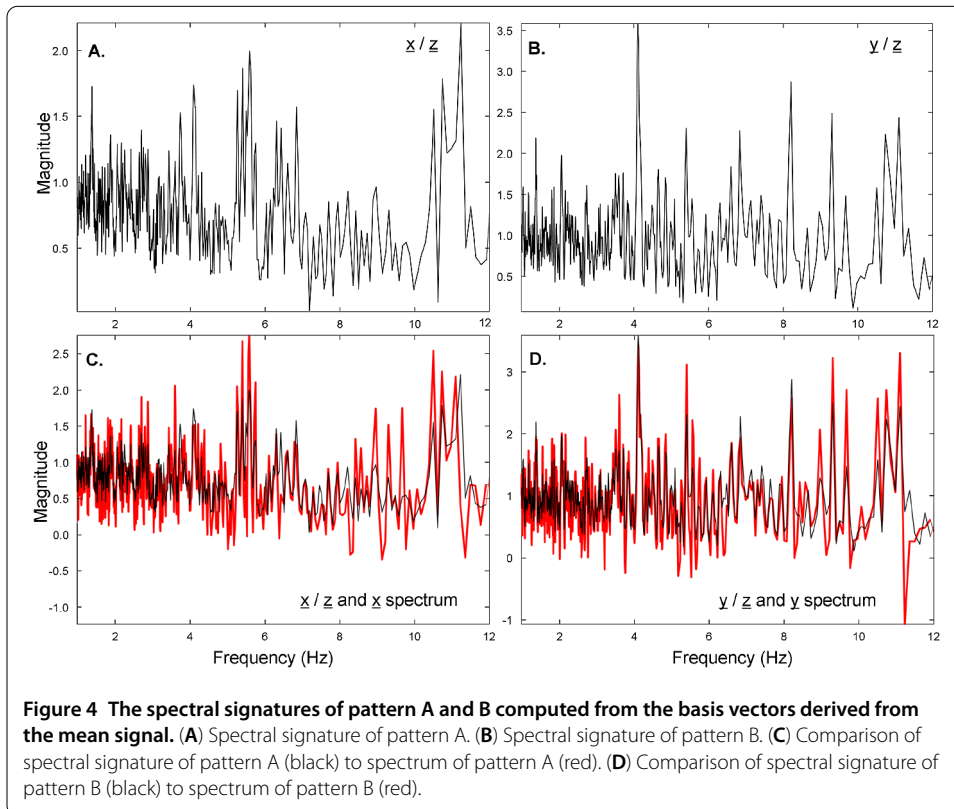 A.
x / z
2.0
1.5
1.0
0.5
Magnitude
2
4
6
8
10
12
B.
y / z
3.5
3.0
2.5
2.0
1.5
1.0
0.5
Magnitude
2
4
6
8
10
12
C.
2.5
2.0
1.5
1.0
0.5
0.0
-1.0
Magnitude
x / z and x spectrum
2
4
6
8
10
12
Frequency (Hz)
D.
3
2
1
0
-1
y / z and y spectrum
2
4
6
8
10
12
Frequency (Hz)
Figure 4 The spectral signatures of pattern A and B computed from the basis vectors derived from
the mean signal. (A) Spectral signature of pattern A. (B) Spectral signature of pattern B. (C) Comparison of
spectral signature of pattern A (black) to spectrum of pattern A (red). (D) Comparison of spectral signature of
pattern B (black) to spectrum of pattern B (red).